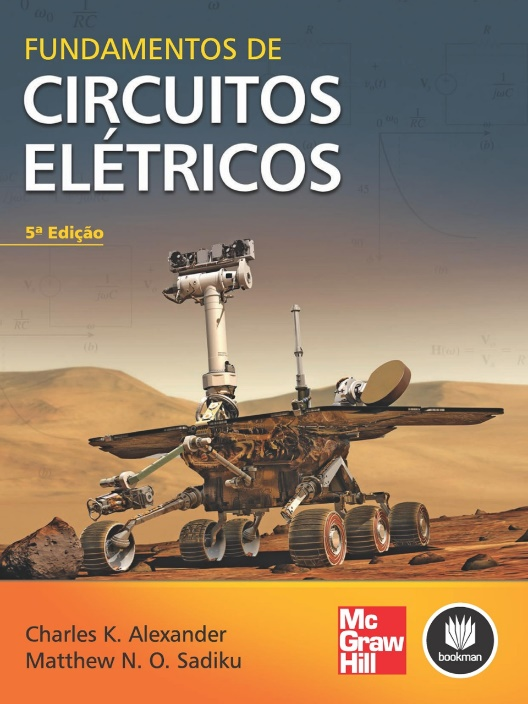 FUNDAMENTOS DE
CIRCUITOS
ELÉTRICOS
5ª Edição
Charles K. Alexander
Matthew N. O. Sadiku
Mc
Graw
Hill
bookman